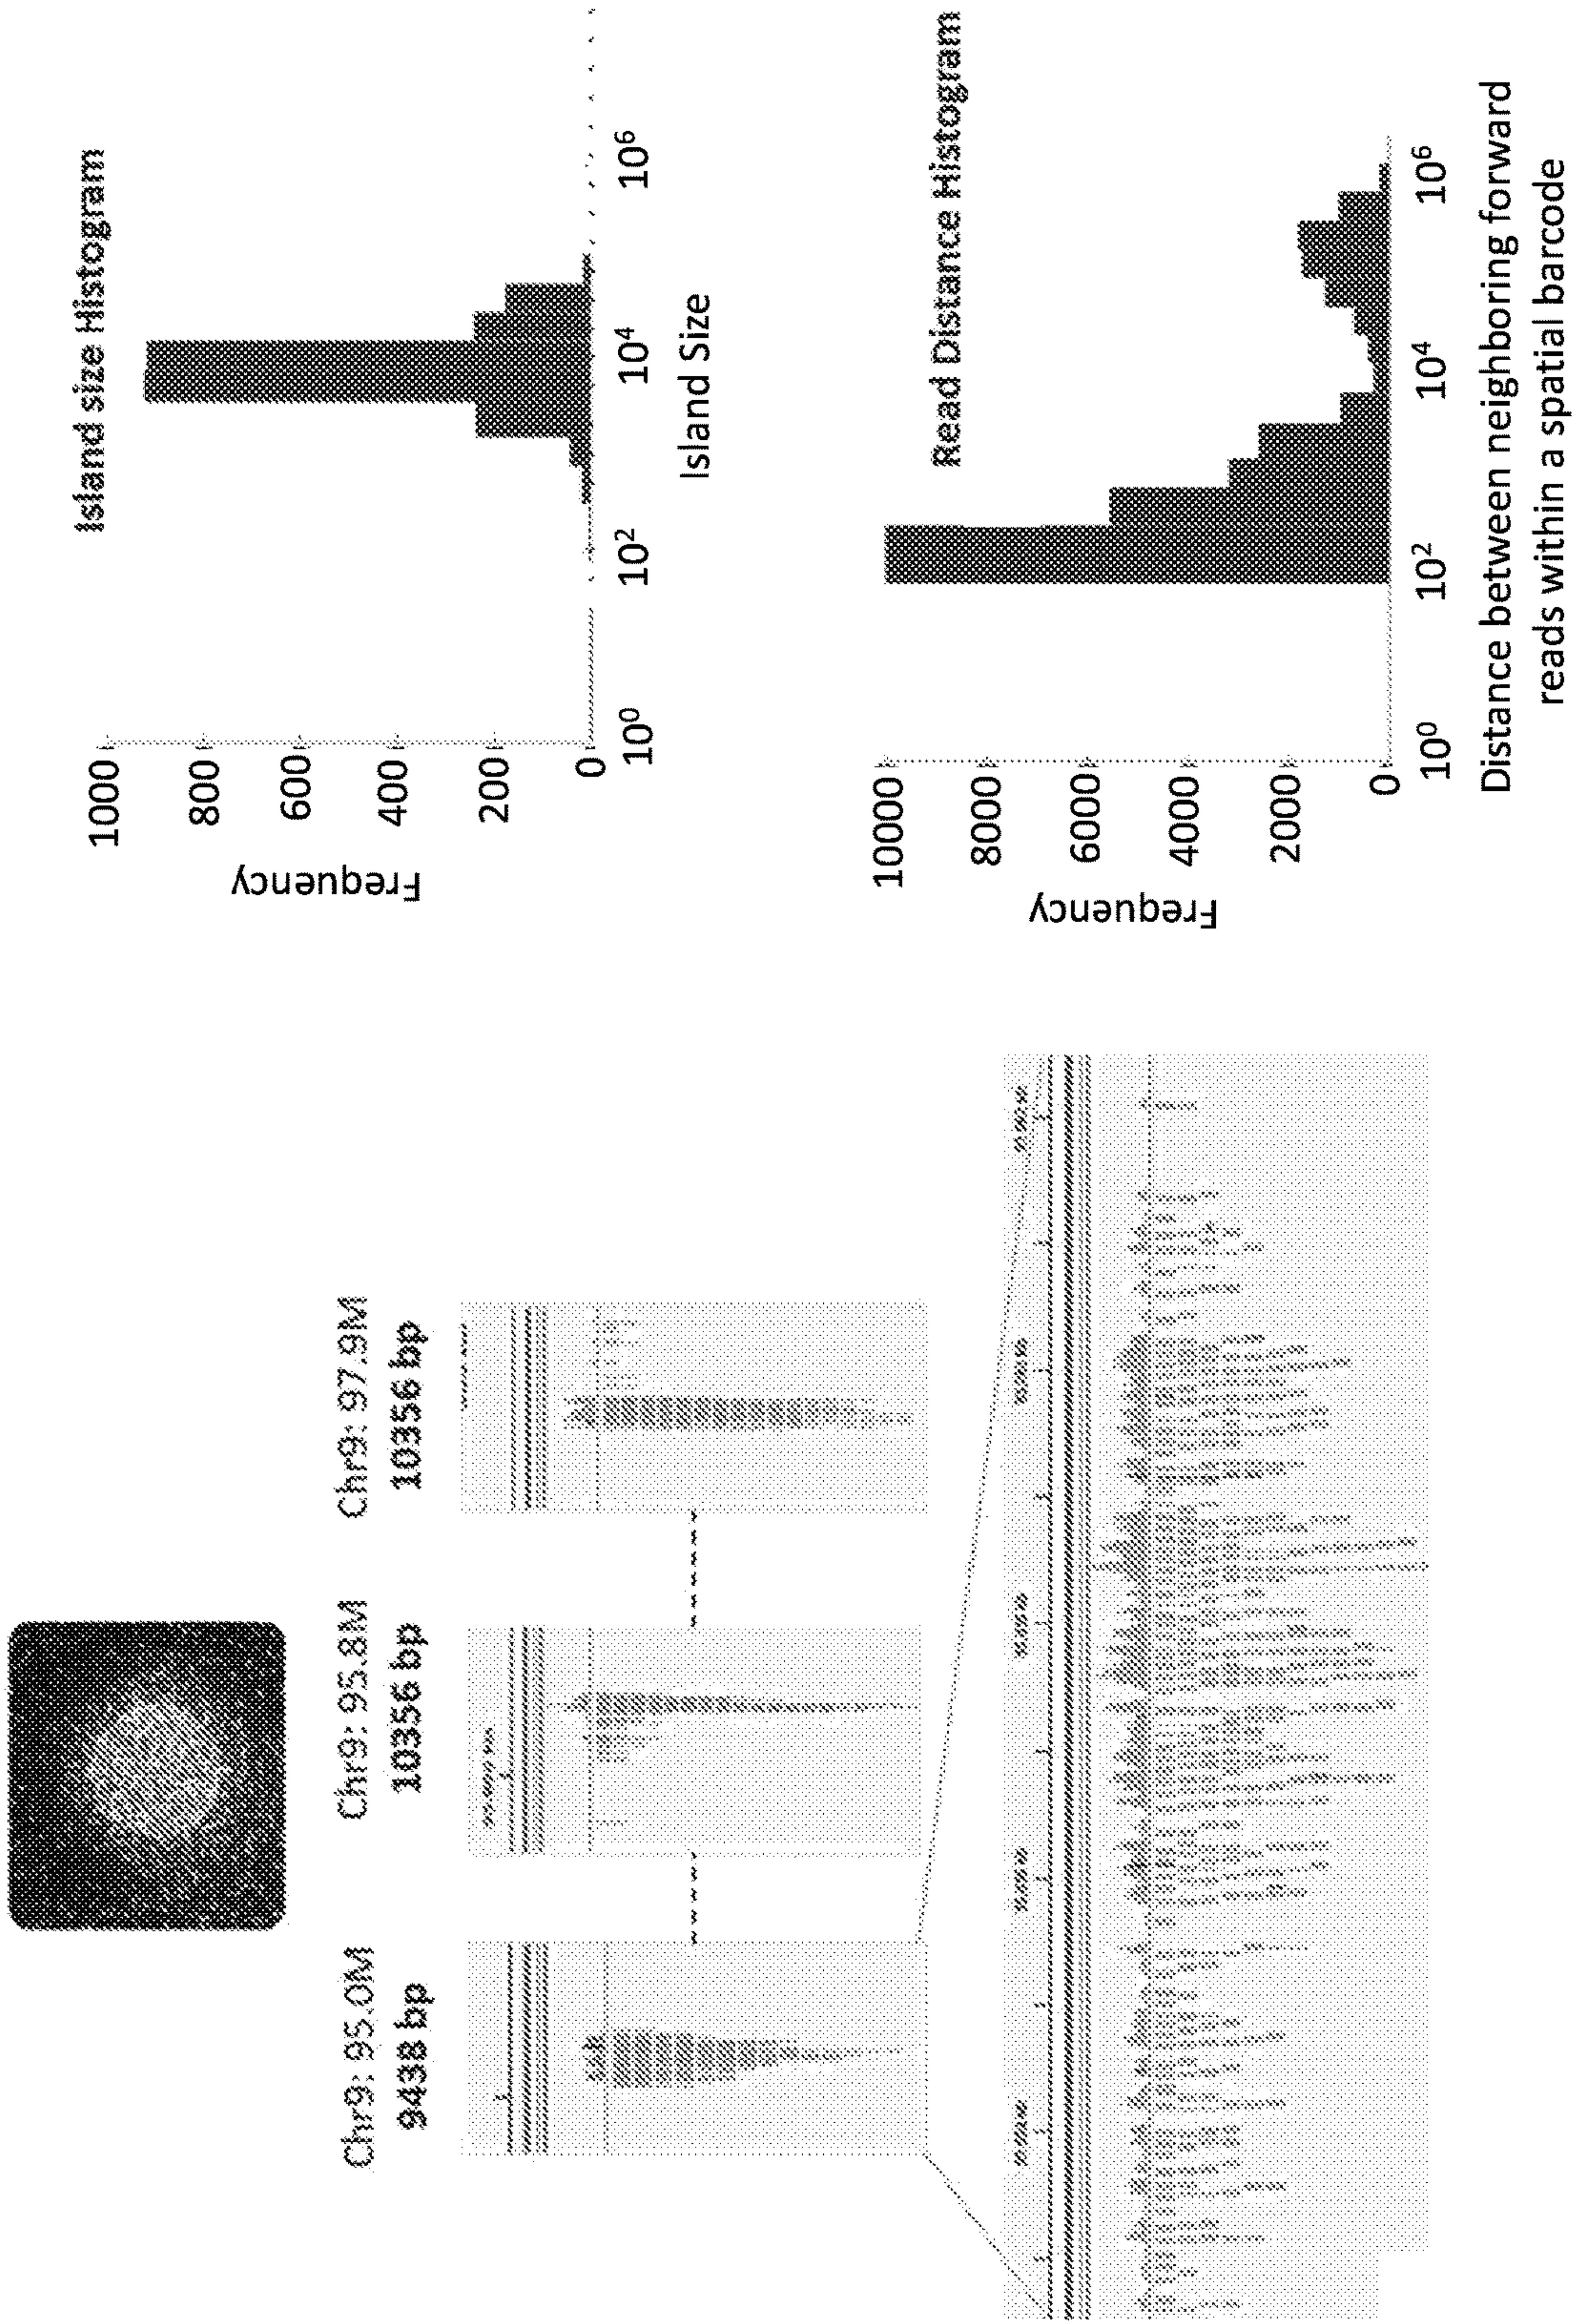 Chr9: 95.0M
9438 bp
Chr9: 95.8M
10356 bp
Chr9: 97.9M
10356 bp
Island size Histogram
Frequency
1000
800
600
400
200
0
10⁰
10²
10⁴
10⁶
Island Size
Read Distance Histogram
Frequency
10000
8000
6000
4000
2000
0
10⁰
10²
10⁴
10⁶
Distance between neighboring forward
reads within a spatial barcode